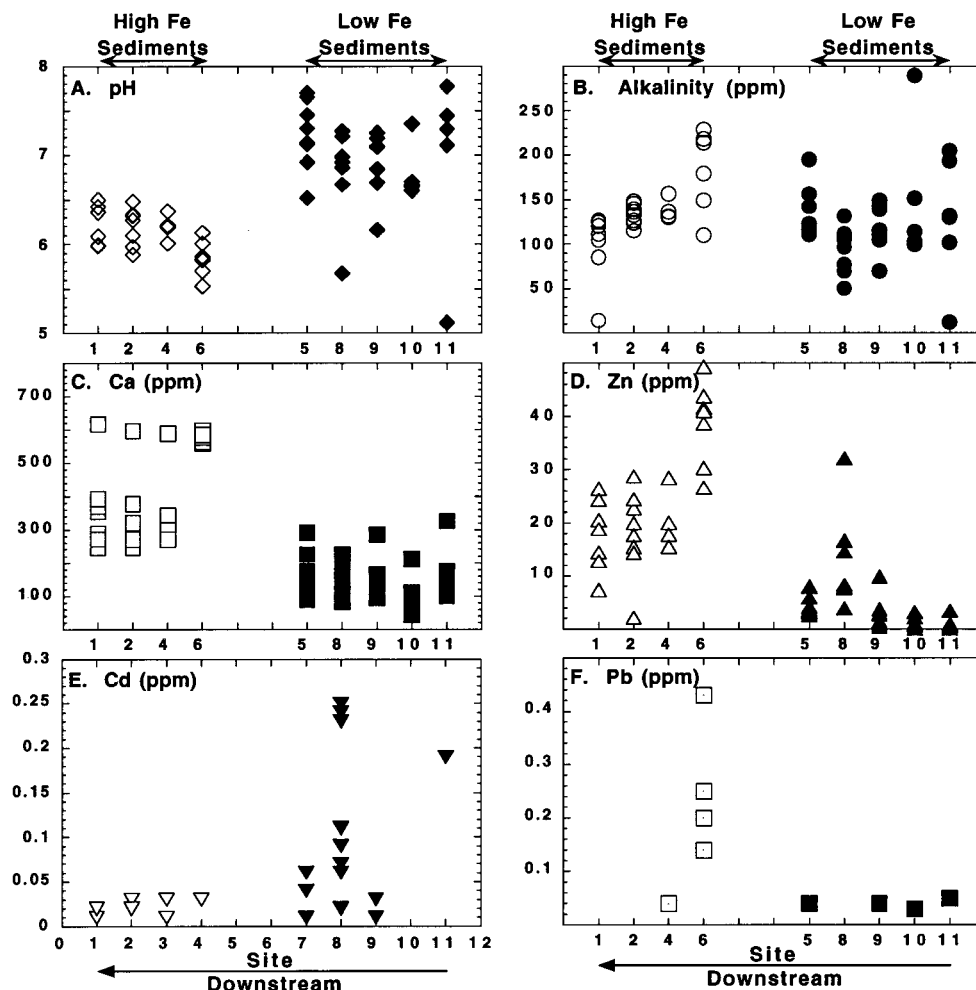 High Fe Sediments
Low Fe Sediments
High Fe Sediments
Low Fe Sediments
A. pH
8
7
6
5
1 2 4 6 5 8 9 10 11
B. Alkalinity (ppm)
250
200
150
100
50
1 2 4 6 5 8 9 10 11
C. Ca (ppm)
700
500
300
100
1 2 4 6 5 8 9 10 11
D. Zn (ppm)
40
30
20
10
1 2 4 6 5 8 9 10 11
E. Cd (ppm)
0.3
0.25
0.2
0.15
0.1
0.05
0
0 1 2 3 4 5 6 7 8 9 10 11 12
Site
Downstream
F. Pb (ppm)
0.4
0.3
0.2
0.1
1 2 4 6 5 8 9 10 11
Site
Downstream